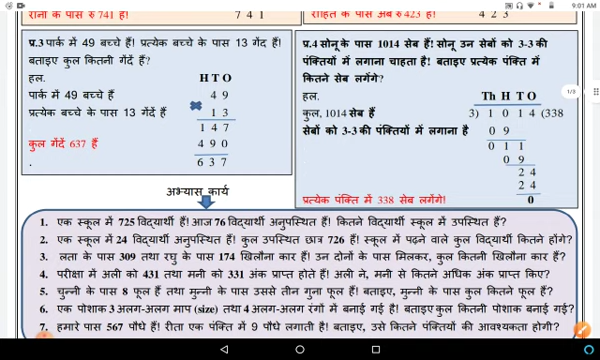 9:01 AM
रानी के पास रु 741 हैं!
7 4 1
रोहित के पास अब रु 423 हैं!
4 2 3
प्र.3 पार्क में 49 बच्चे हैं! प्रत्येक बच्चे के पास 13 गेंद हैं!
बताइए कुल कितनी गेंदें हैं?
हल. H T O
पार्क में 49 बच्चे हैं 4 9
प्रत्येक बच्चे के पास 13 गेंदें हैं 1 3
1 4 7
कुल गेंदें 637 हैं 4 9 0
. 6 3 7
प्र.4 सोनू के पास 1014 सेब हैं! सोनू उन सेबों को 3-3 की
पंक्तियों में लगाना चाहता है! बताइए प्रत्येक पंक्ति में
कितने सेब लगेंगे?
हल. Th H T O
कुल, 1014 सेब हैं 3) 1 0 1 4 (338
सेबों को 3-3 की पंक्तियों में लगाना है 0 9
0 1 1
0 9
2 4
2 4
प्रत्येक पंक्ति में 338 सेब लगेंगे! 0
1/3
अभ्यास कार्य
1. एक स्कूल में 725 विद्यार्थी हैं! आज 76 विद्यार्थी अनुपस्थित हैं! कितने विद्यार्थी स्कूल में उपस्थित हैं?
2. एक स्कूल में 24 विद्यार्थी अनुपस्थित हैं! कुल उपस्थित छात्र 726 हैं! स्कूल में पढ़ने वाले कुल विद्यार्थी कितने होंगे?
3. लता के पास 309 तथा रघु के पास 174 खिलौना कार हैं! उन दोनों के पास मिलकर, कुल कितनी खिलौना कार हैं?
4. परीक्षा में अली को 431 तथा मनी को 331 अंक प्राप्त होते हैं! अली ने, मनी से कितने अधिक अंक प्राप्त किए?
5. चुन्नी के पास 8 फूल हैं तथा मुन्नी के पास उससे तीन गुना फूल हैं! बताइए, मुन्नी के पास कुल कितने फूल हैं?
6. एक पोशाक 3 अलग-अलग माप (size) तथा 4 अलग-अलग रंगों में बनाई गई है! बताइए कुल कितनी पोशाक बनाई गई?
7. हमारे पास 567 पौधे हैं! रीता एक पंक्ति में 9 पौधे लगाती है! बताइए, उसे कितने पंक्तियों की आवश्यकता होगी?